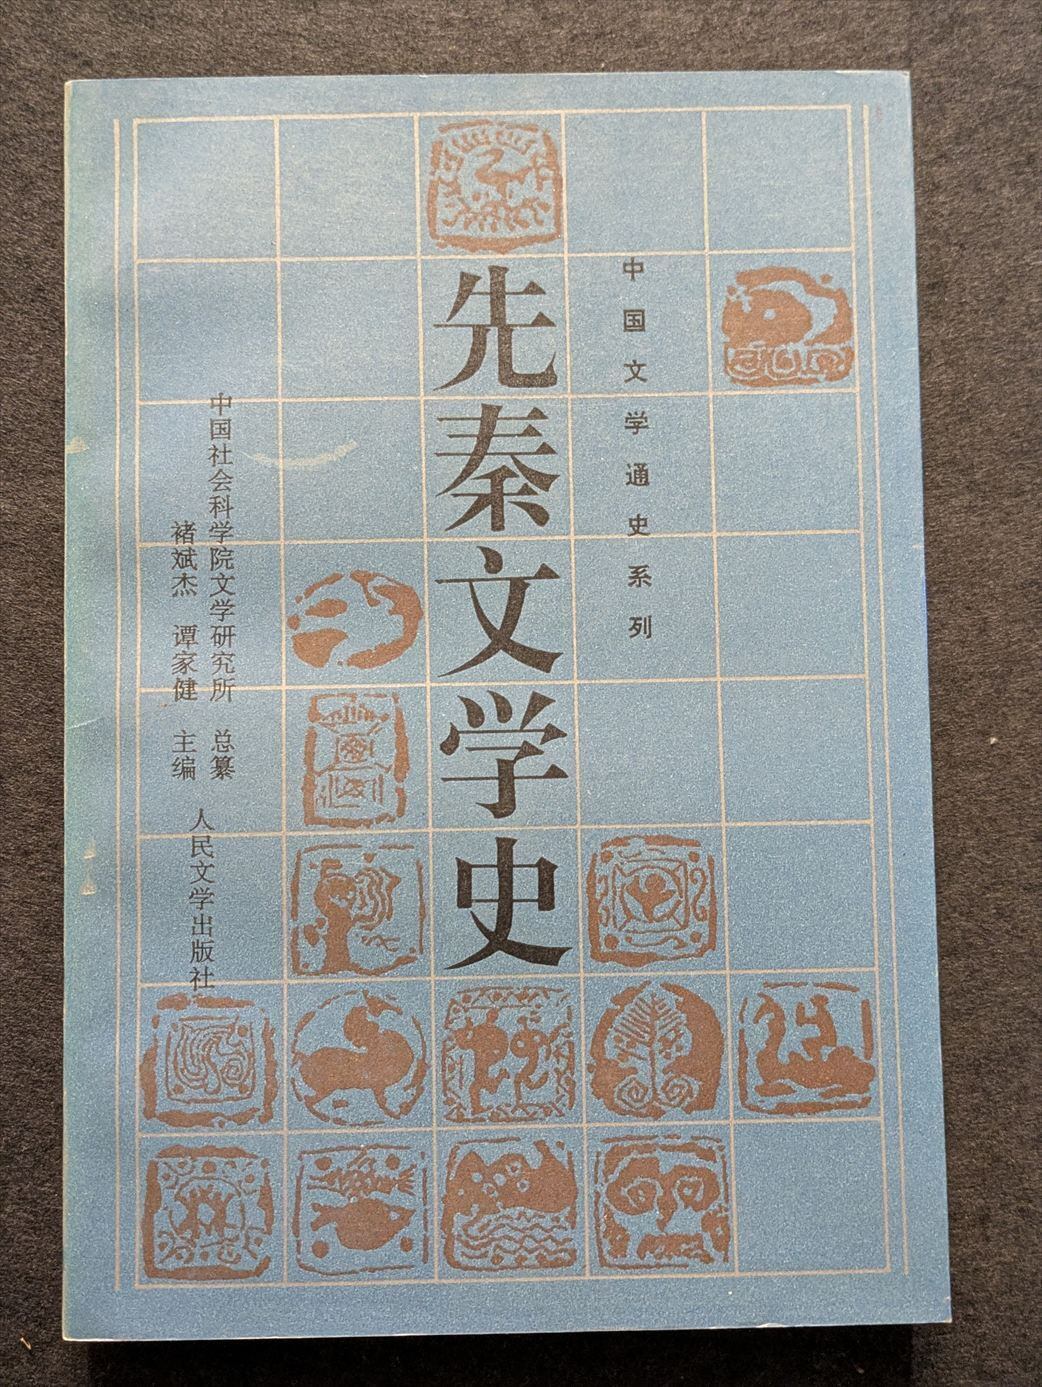 中国文学通史系列
先秦文学史
中国社会科学院文学研究所 总纂
褚斌杰 谭家健 主编
人民文学出版社